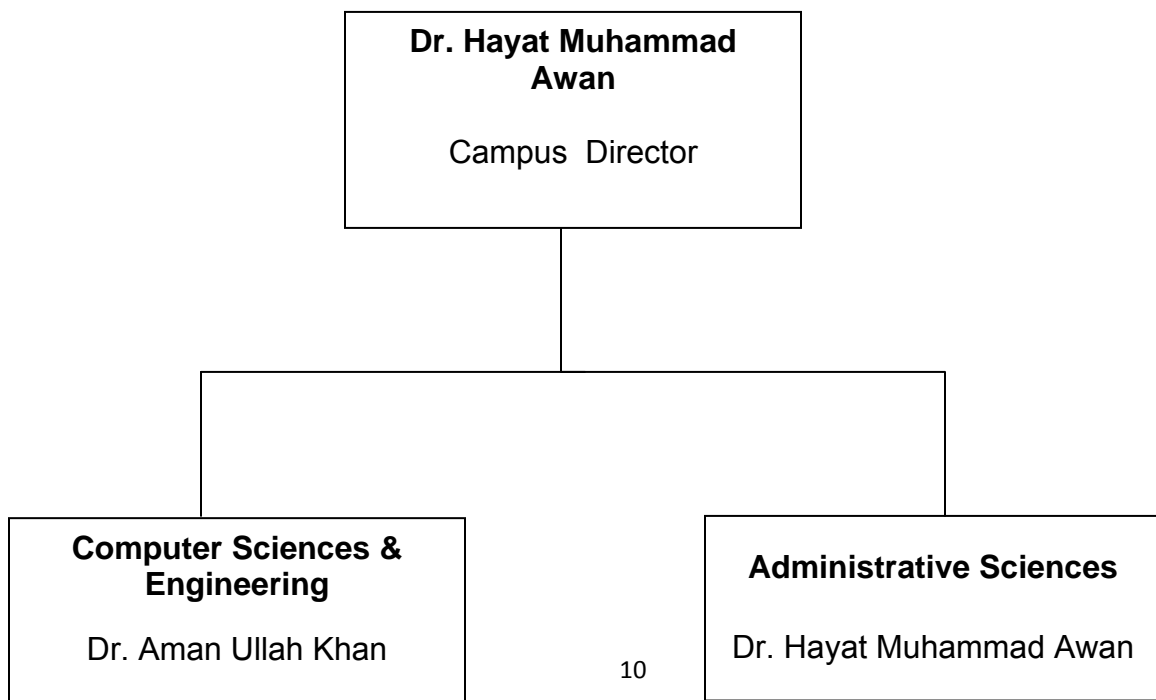 Dr. Hayat Muhammad
Awan
Campus Director
Computer Sciences &
Engineering
Dr. Aman Ullah Khan
Administrative Sciences
Dr. Hayat Muhammad Awan
10